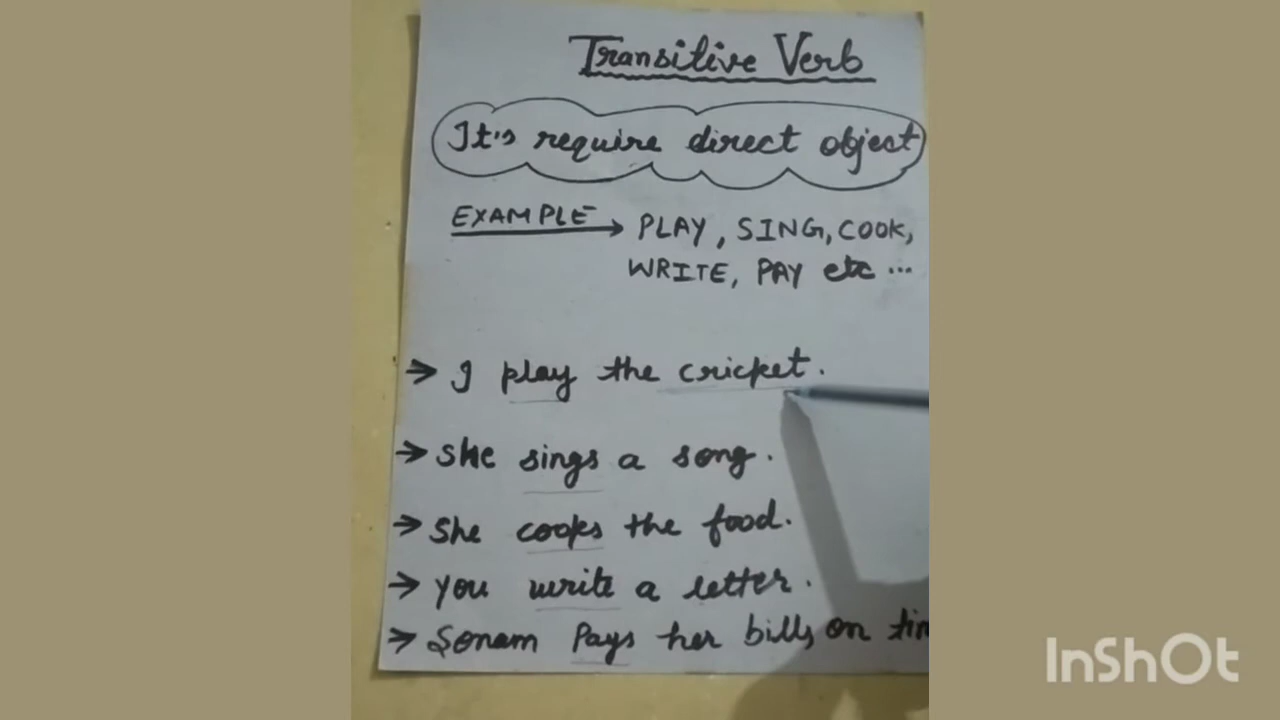 Transitive Verb
It's require direct object
EXAMPLE → PLAY, SING, COOK,
WRITE, PAY etc...
→ I play the cricket.
→ She sings a song.
→ She cooks the food.
→ you write a letter.
→ Sonam Pays her bills on
InShOt